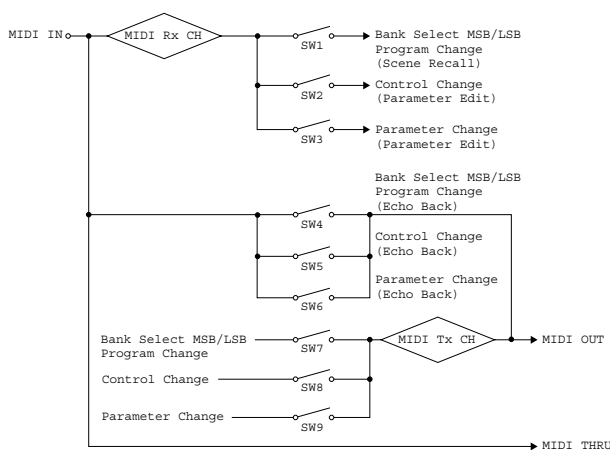 MIDI IN
MIDI Rx CH
SW1
Bank Select MSB/LSB
Program Change
(Scene Recall)
SW2
Control Change
(Parameter Edit)
SW3
Parameter Change
(Parameter Edit)
Bank Select MSB/LSB
Program Change
(Echo Back)
SW4
Control Change
(Echo Back)
SW5
Parameter Change
(Echo Back)
SW6
Bank Select MSB/LSB
Program Change
SW7
MIDI Tx CH
MIDI OUT
Control Change
SW8
Parameter Change
SW9
MIDI THRU